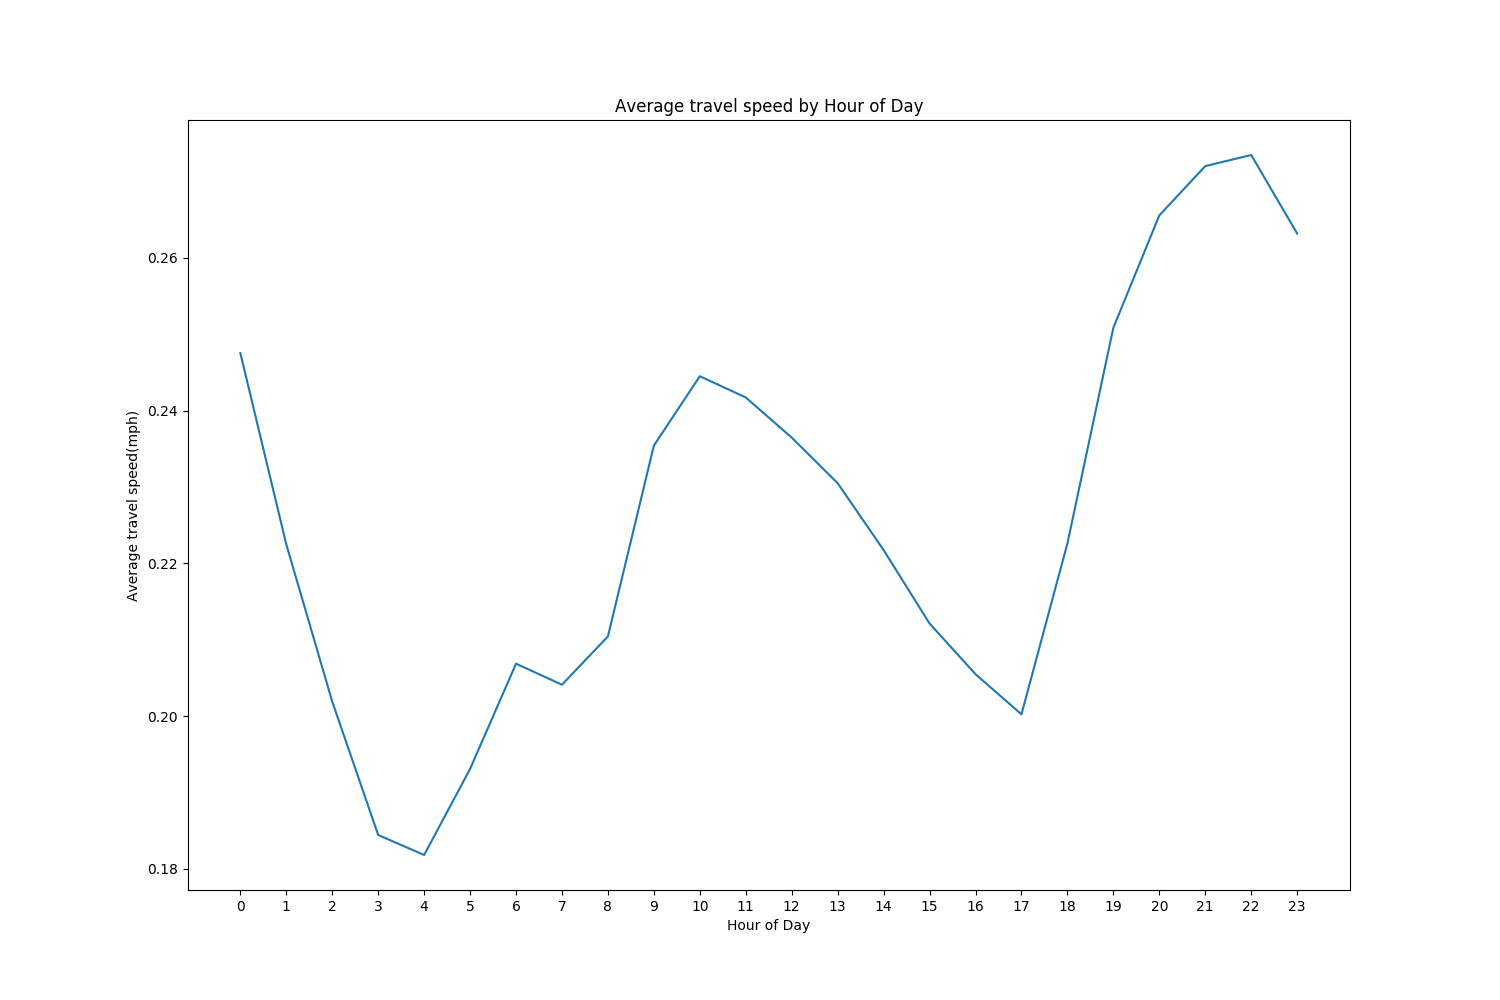 Average travel speed by Hour of Day
Average travel speed(mph)
0.26
0.24
0.22
0.20
0.18
0 1 2 3 4 5 6 7 8 9 10 11 12 13 14 15 16 17 18 19 20 21 22 23
Hour of Day